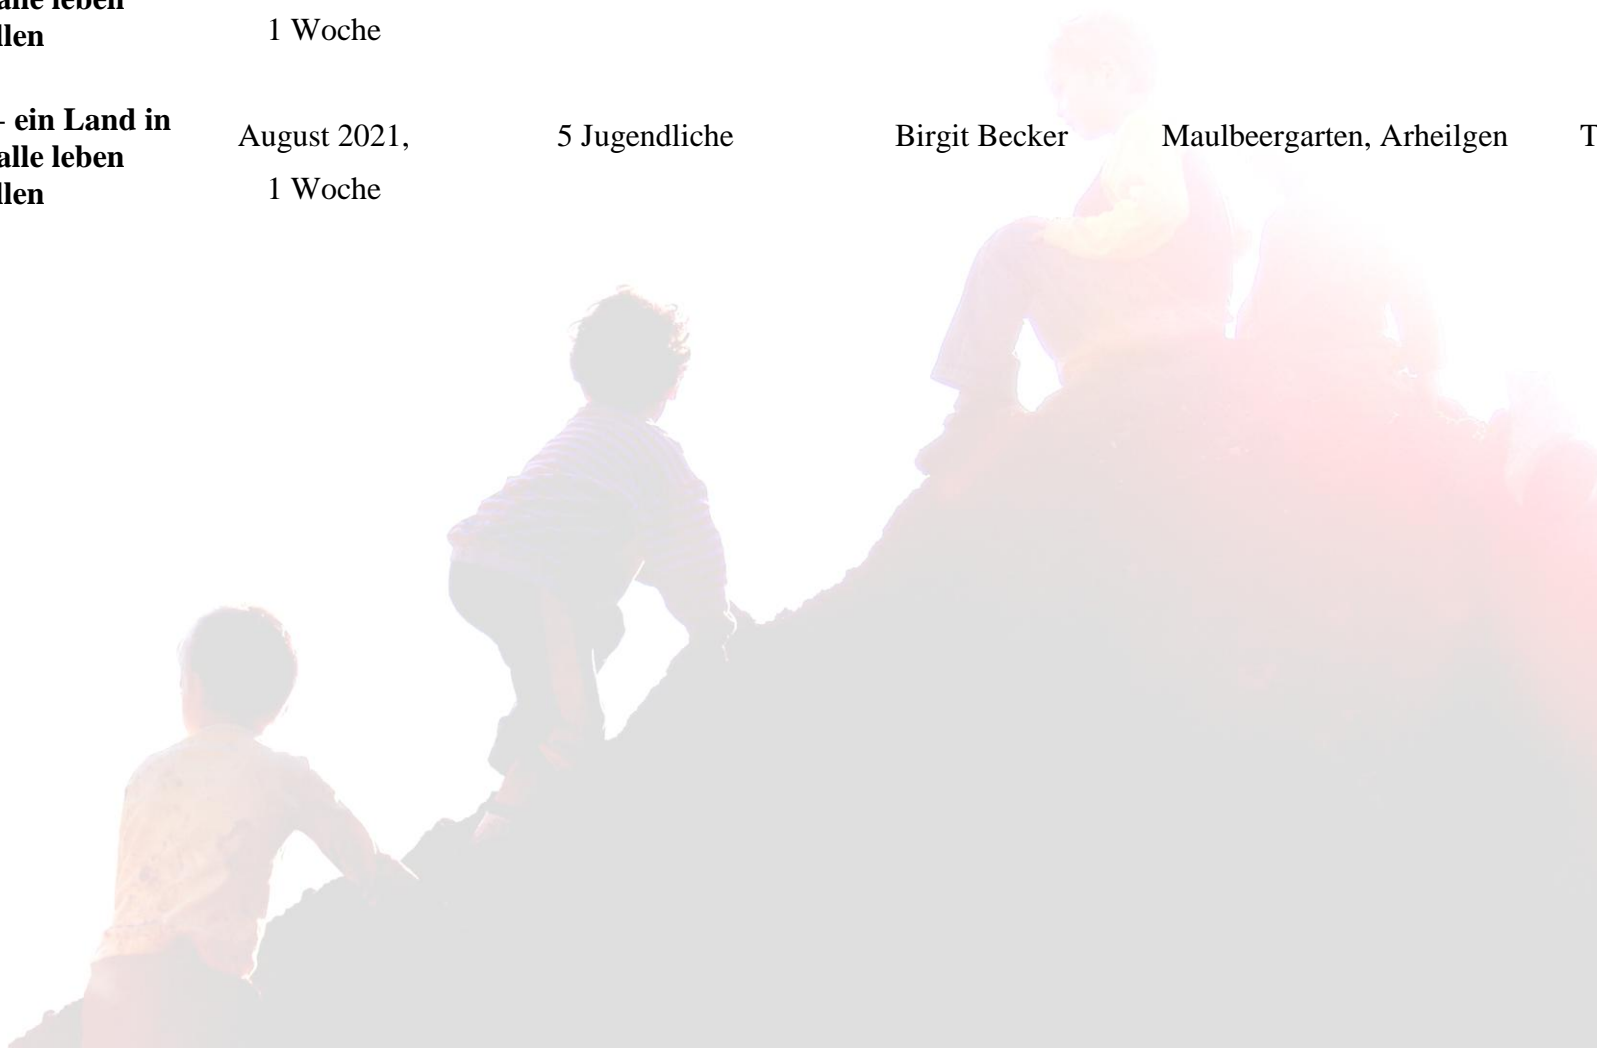 alle leben
llen
1 Woche
- ein Land in
alle leben
llen
August 2021,
1 Woche
5 Jugendliche
Birgit Becker
Maulbeergarten, Arheilgen
T